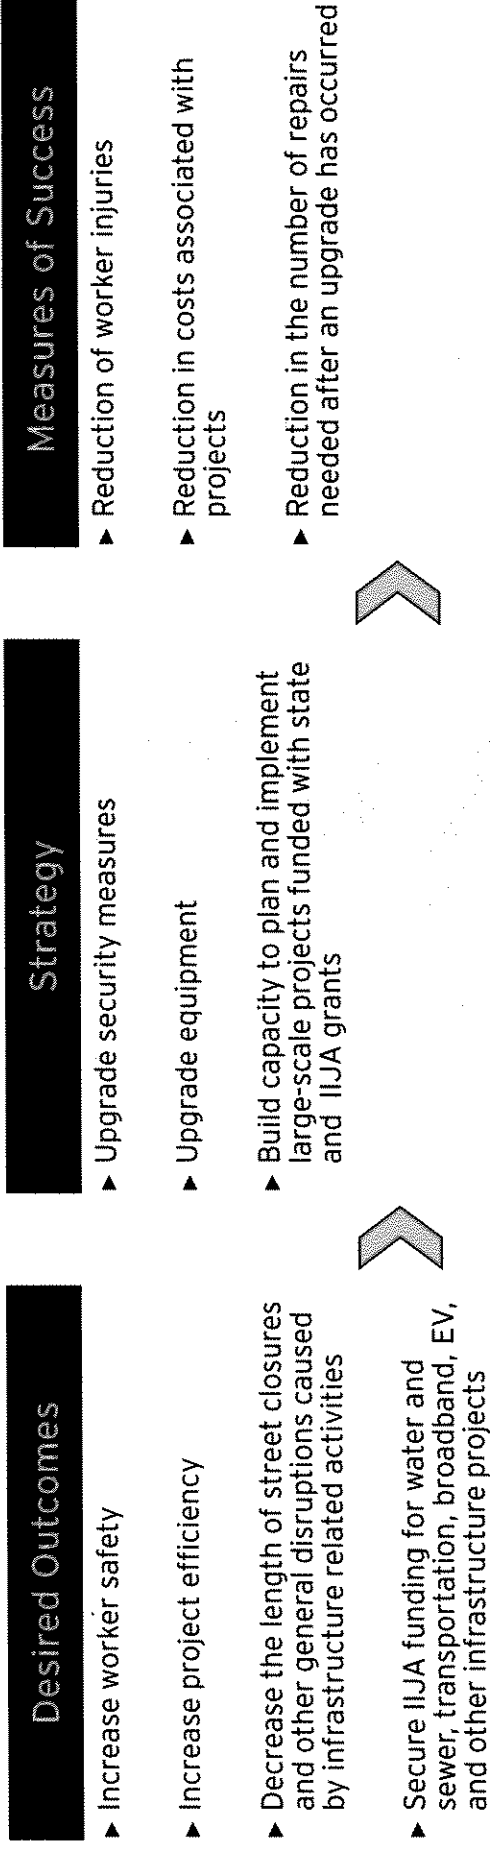 Desired Outcomes
► Increase worker safety
► Increase project efficiency
► Decrease the length of street closures
and other general disruptions caused
by infrastructure related activities
► Secure IIJA funding for water and
sewer, transportation, broadband, EV,
and other infrastructure projects
Strategy
► Upgrade security measures
► Upgrade equipment
► Build capacity to plan and implement
large-scale projects funded with state
and IIJA grants
Measures of Success
► Reduction of worker injuries
► Reduction in costs associated with
projects
► Reduction in the number of repairs
needed after an upgrade has occurred